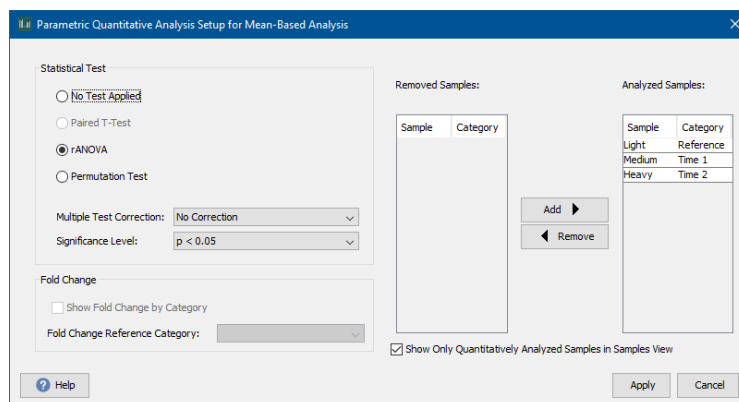 Parametric Quantitative Analysis Setup for Mean-Based Analysis
Statistical Test
No Test Applied
Paired T-Test
rANOVA
Permutation Test
Multiple Test Correction: No Correction
Significance Level: p < 0.05
Fold Change
Show Fold Change by Category
Fold Change Reference Category:
Removed Samples:
Sample Category
Add
Remove
Analyzed Samples:
Sample Category
Light Reference
Medium Time 1
Heavy Time 2
Show Only Quantitatively Analyzed Samples in Samples View
? Help
Apply Cancel